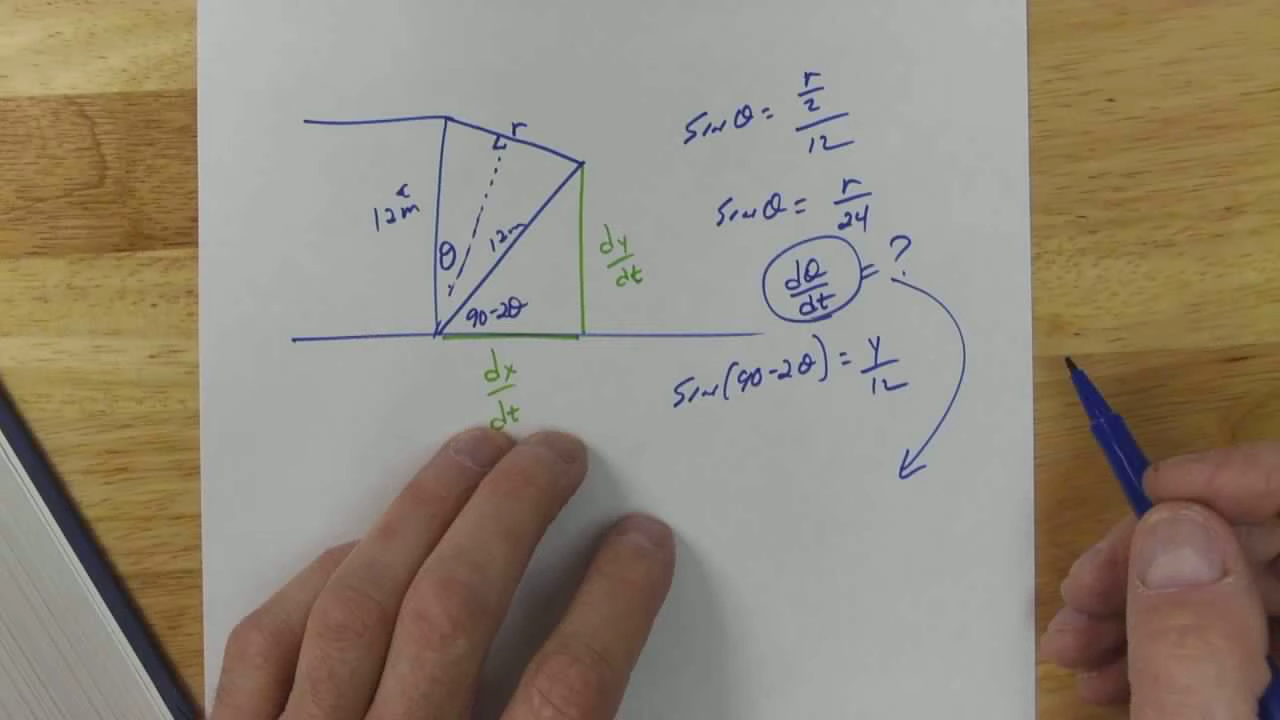 r
12m
θ
12m
90-2θ
dy/dt
dx/dt
sin θ = (r/2)/12
sin θ = r/24
dθ/dt = ?
sin(90-2θ) = y/12